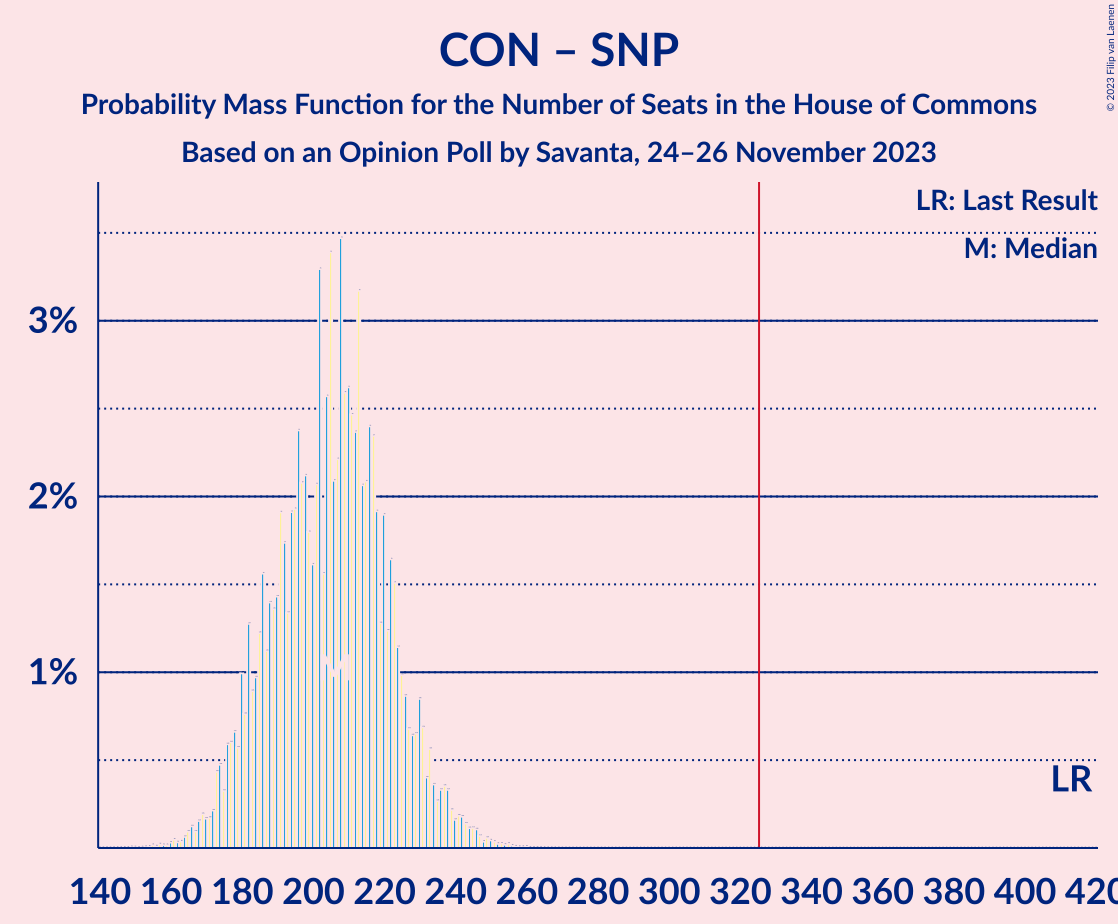 CON – SNP
Probability Mass Function for the Number of Seats in the House of Commons
Based on an Opinion Poll by Savanta, 24–26 November 2023
© 2023 Filip van Laenen
LR: Last Result
M: Median
3%
2%
1%
LR
140 160 180 200 220 240 260 280 300 320 340 360 380 400 420